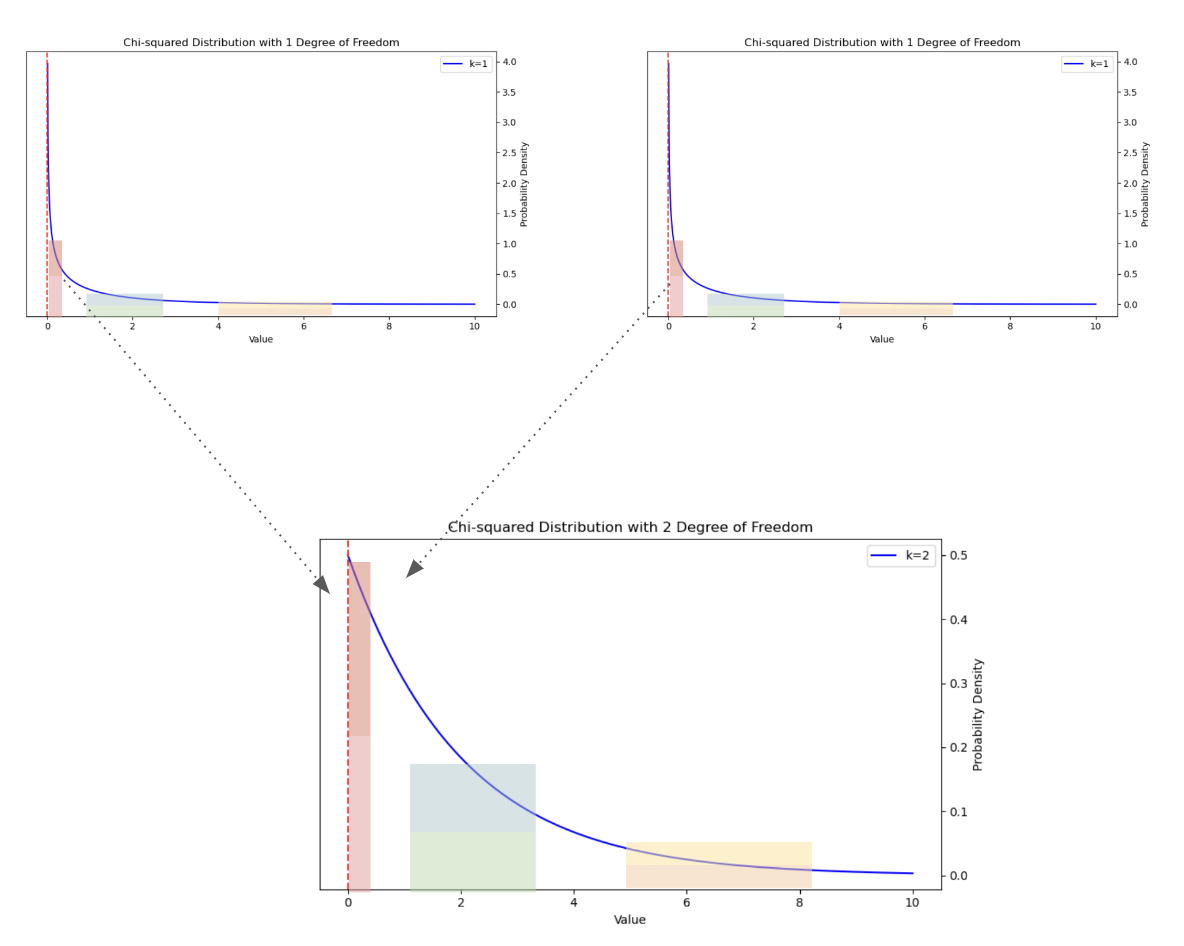 Chi-squared Distribution with 1 Degree of Freedom
k=1
4.0
3.5
3.0
2.5
2.0
1.5
1.0
0.5
0.0
Probability Density
0 2 4 6 8 10
Value
Chi-squared Distribution with 1 Degree of Freedom
k=1
4.0
3.5
3.0
2.5
2.0
1.5
1.0
0.5
0.0
Probability Density
0 2 4 6 8 10
Value
Chi-squared Distribution with 2 Degree of Freedom
k=2
0.5
0.4
0.3
0.2
0.1
0.0
Probability Density
0 2 4 6 8 10
Value